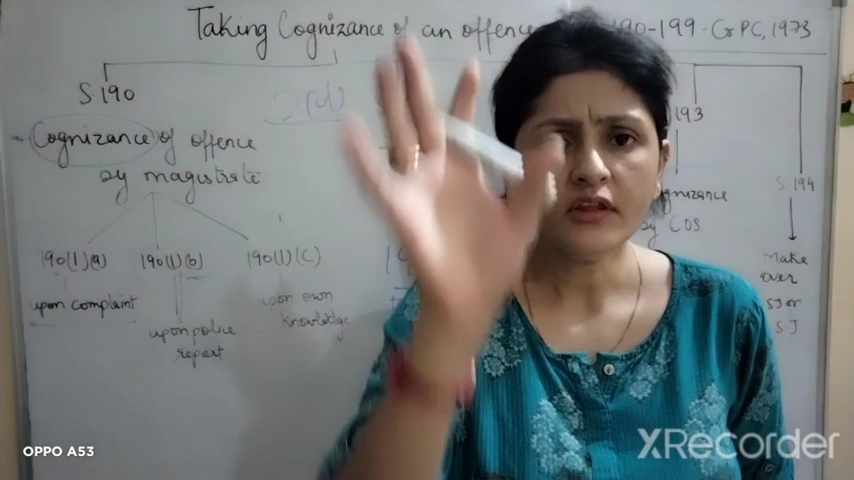 Taking Cognizance of an offence 190-199 CrPC, 1973
S 190
2(d)
193
Cognizance of offence
by magistrate
S 194
by COS
190(1)(a)
190(1)(b)
190(1)(C)
Make
over
upon complaint
upon own
knowledge
SJ or
S.J
upon police
report
OPPO A53
XRecorder